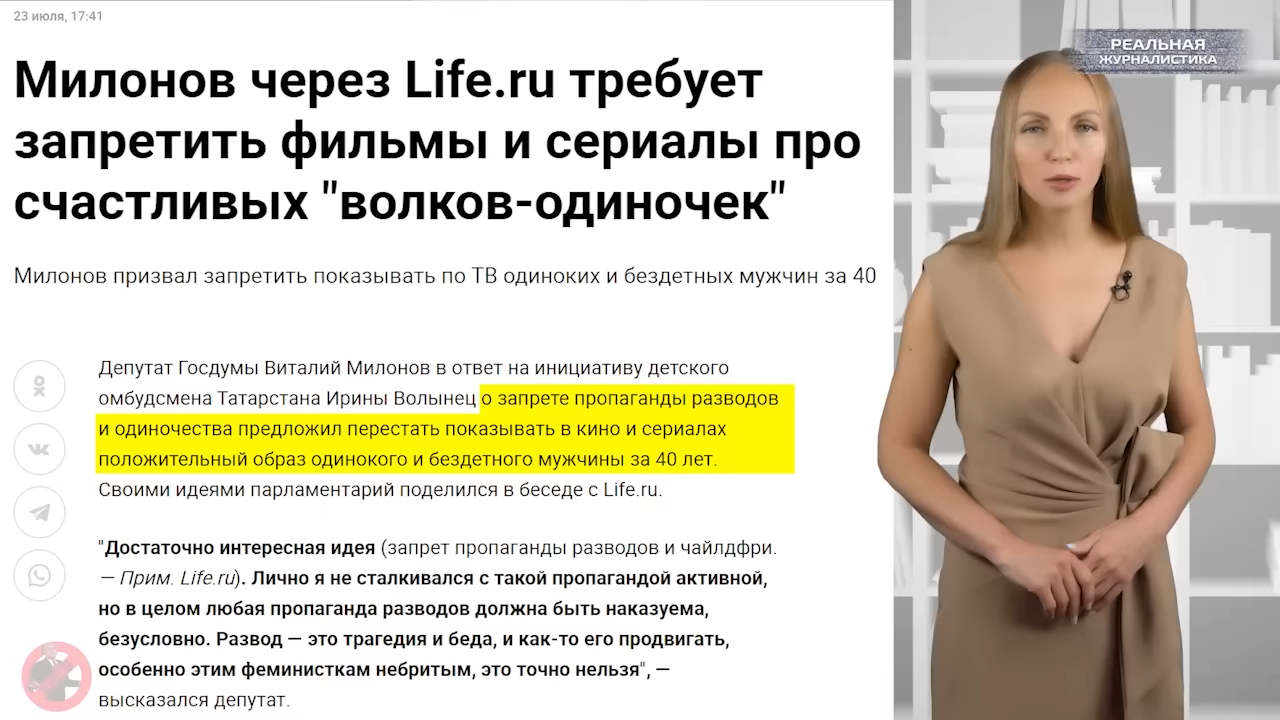 23 июля, 17:41
Милонов через Life.ru требует
запретить фильмы и сериалы про
счастливых "волков-одиночек"
Милонов призвал запретить показывать по ТВ одиноких и бездетных мужчин за 40
Депутат Госдумы Виталий Милонов в ответ на инициативу детского
омбудсмена Татарстана Ирины Волынец о запрете пропаганды разводов
и одиночества предложил перестать показывать в кино и сериалах
положительный образ одинокого и бездетного мужчины за 40 лет.
Своими идеями парламентарий поделился в беседе с Life.ru.
"Достаточно интересная идея (запрет пропаганды разводов и чайлдфри.
— Прим. Life.ru). Лично я не сталкивался с такой пропагандой активной,
но в целом любая пропаганда разводов должна быть наказуема,
безусловно. Развод — это трагедия и беда, и как-то его продвигать,
особенно этим феминисткам небритым, это точно нельзя", —
высказался депутат.
РЕАЛЬНАЯ
ЖУРНАЛИСТИКА